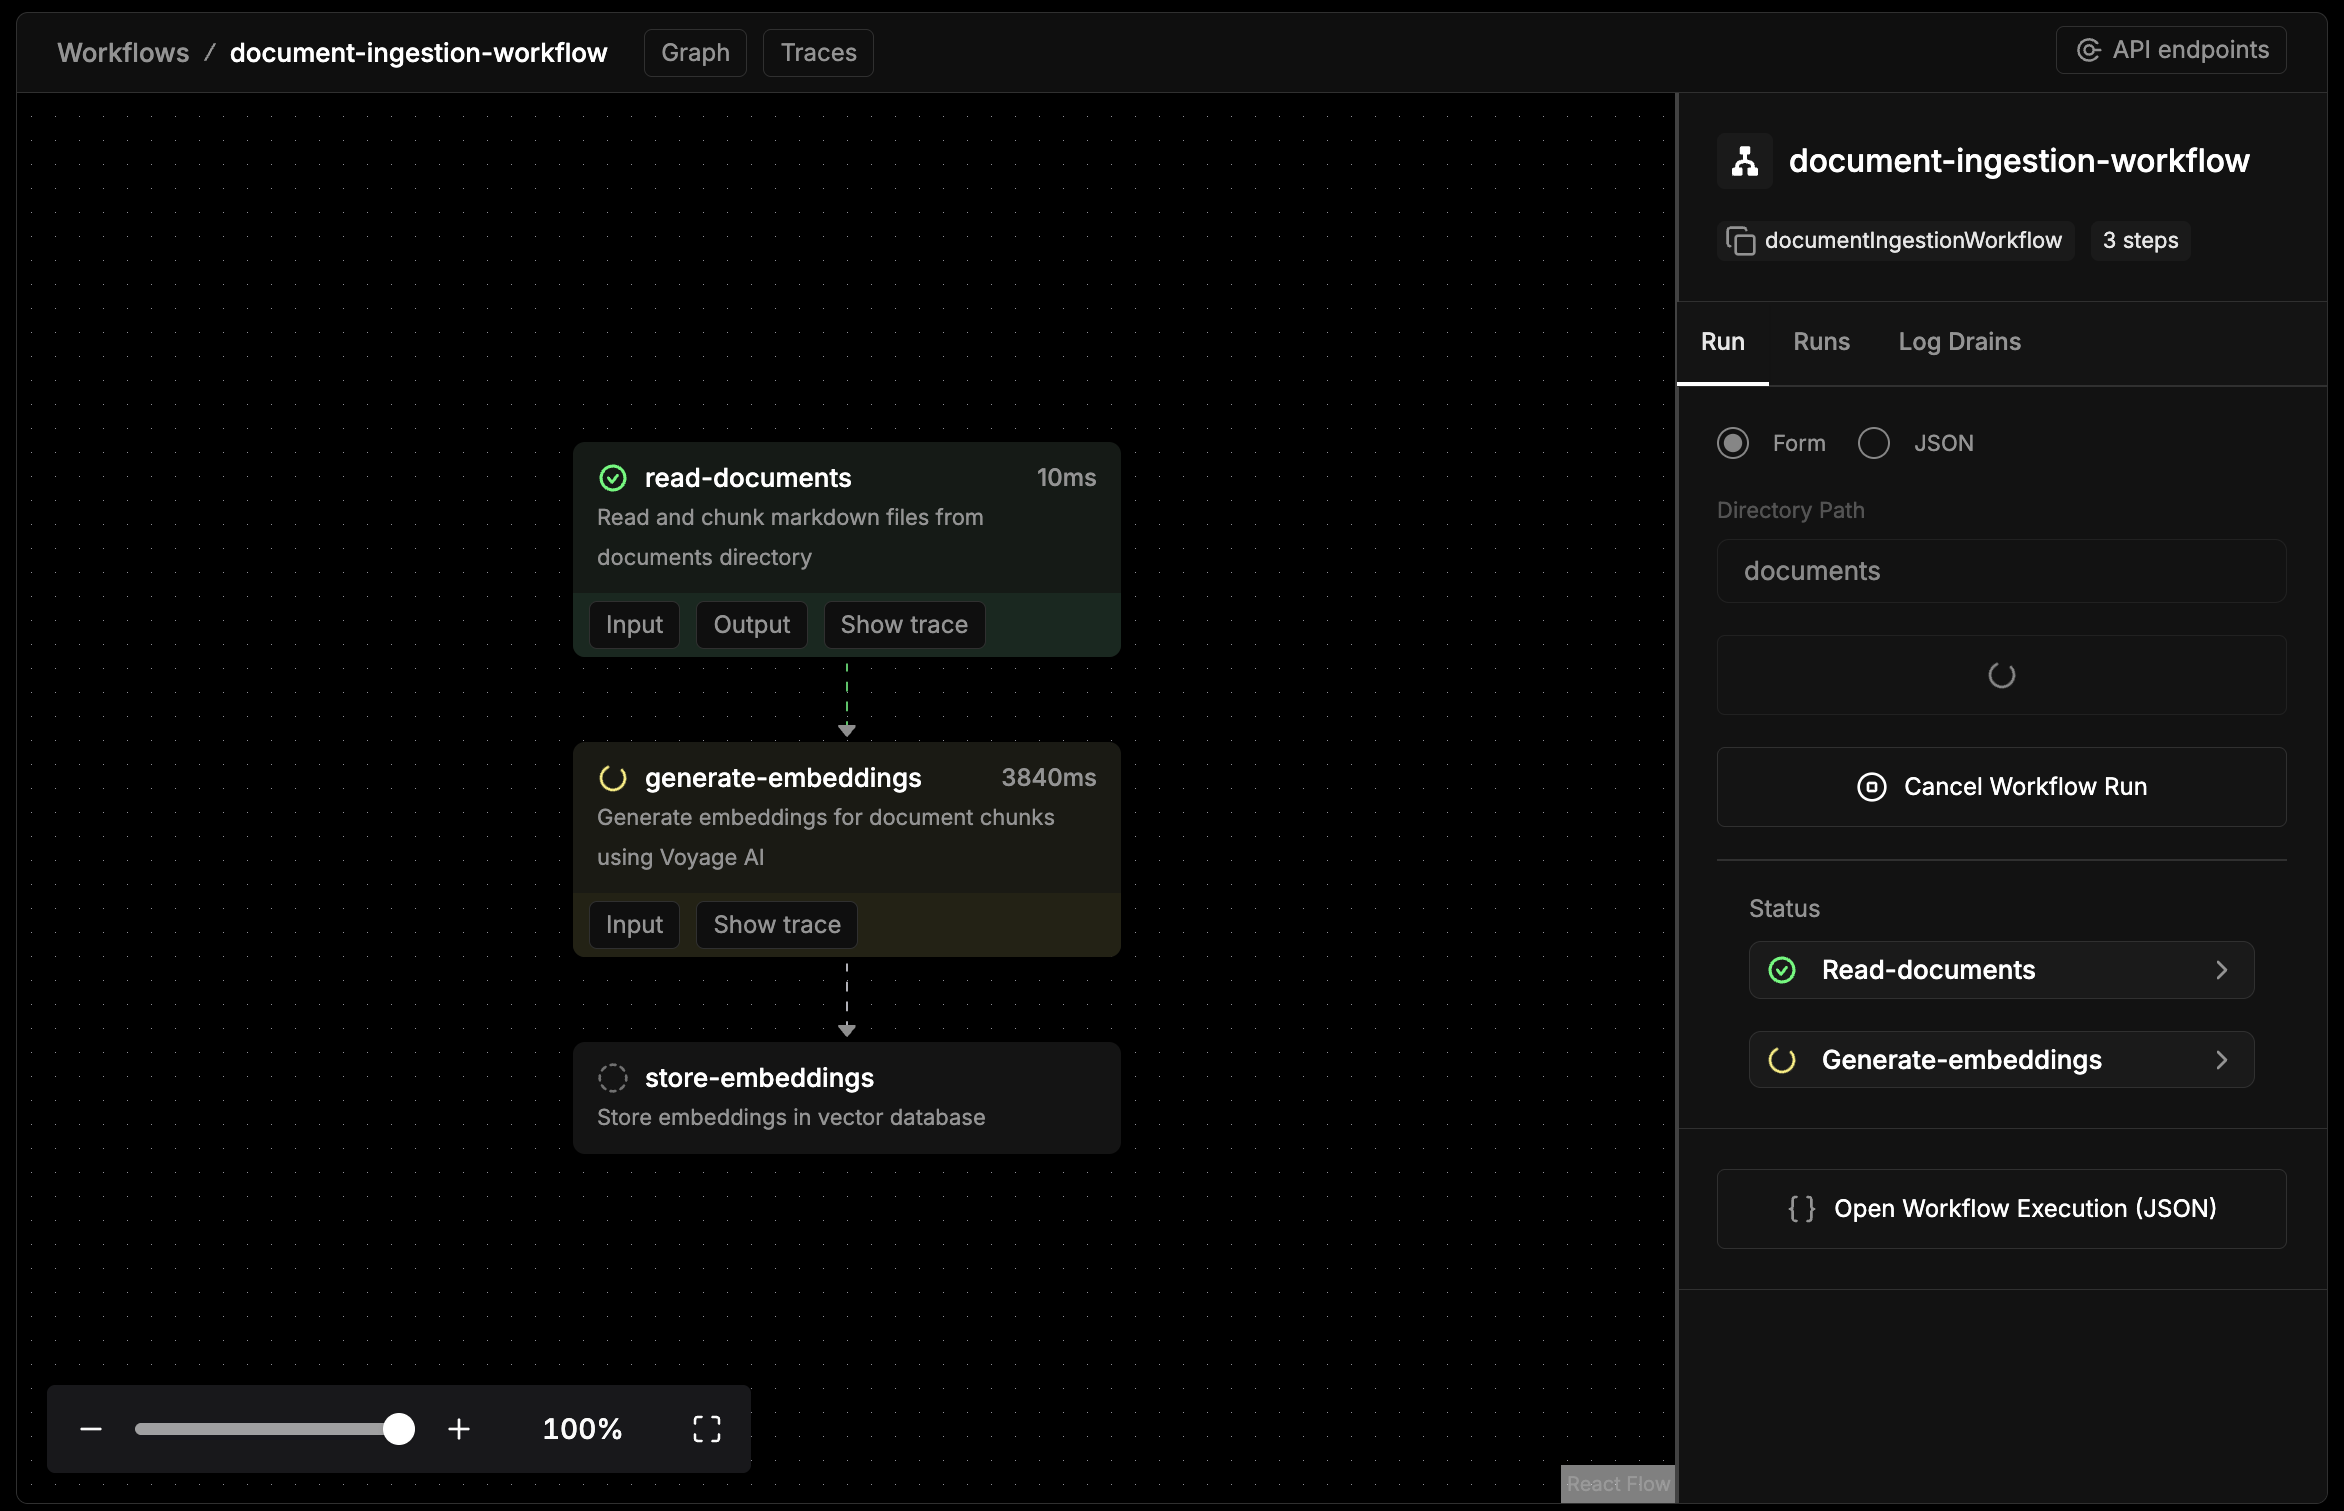 Workflows / document-ingestion-workflow Graph Traces API endpoints
read-documents 10ms
Read and chunk markdown files from
documents directory
Input Output Show trace
generate-embeddings 3840ms
Generate embeddings for document chunks
using Voyage AI
Input Show trace
store-embeddings
Store embeddings in vector database
100%
React Flow
document-ingestion-workflow
documentIngestionWorkflow 3 steps
Run Runs Log Drains
Form JSON
Directory Path
documents
Cancel Workflow Run
Status
Read-documents
Generate-embeddings
{ } Open Workflow Execution (JSON)